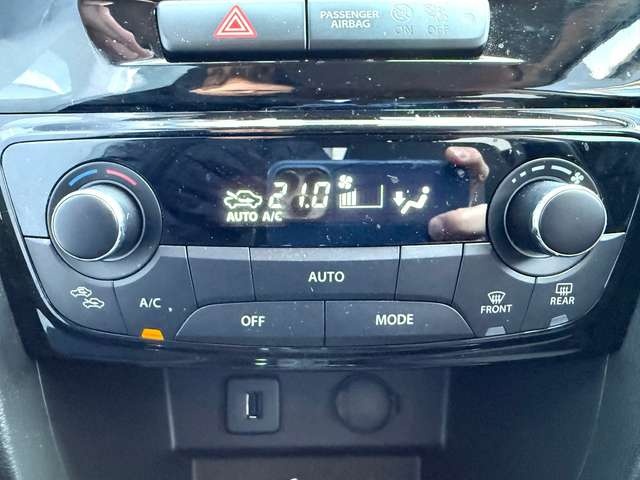 PASSENGER
AIRBAG
ON OFF
21.0
AUTO A/C
AUTO
A/C
OFF
MODE
FRONT
REAR